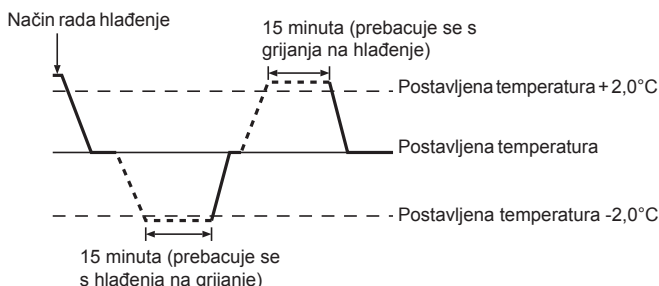 Način rada hlađenje
15 minuta (prebacuje se s
grijanja na hlađenje)
Postavljena temperatura + 2,0°C
Postavljena temperatura
Postavljena temperatura -2,0°C
15 minuta (prebacuje se
s hlađenja na grijanje)